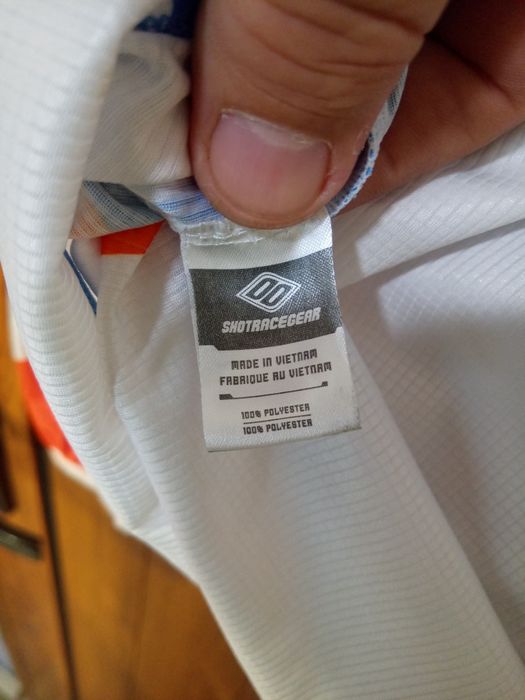 SHOTRACEGEAR
MADE IN VIETNAM
FABRIQUE AU VIETNAM
100% POLYESTER
100% POLYESTER